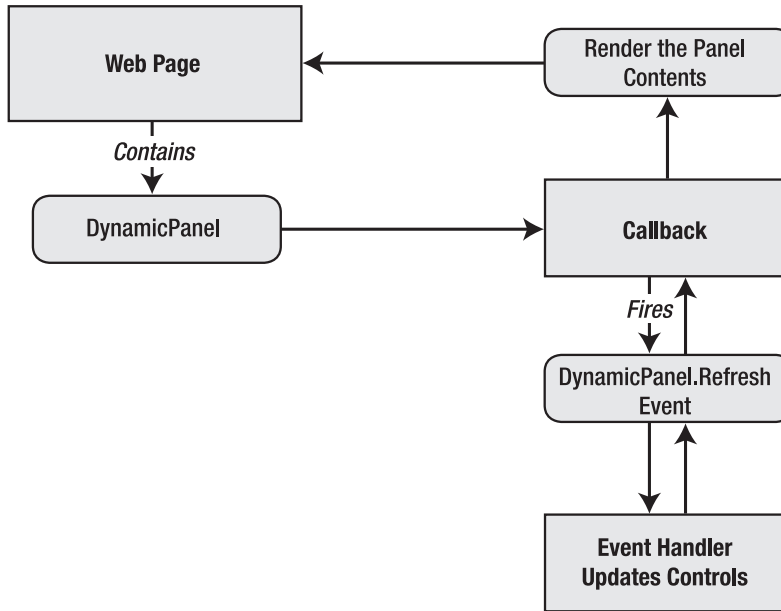 Web Page
Render the Panel
Contents
Contains
DynamicPanel
Callback
Fires
DynamicPanel.Refresh
Event
Event Handler
Updates Controls